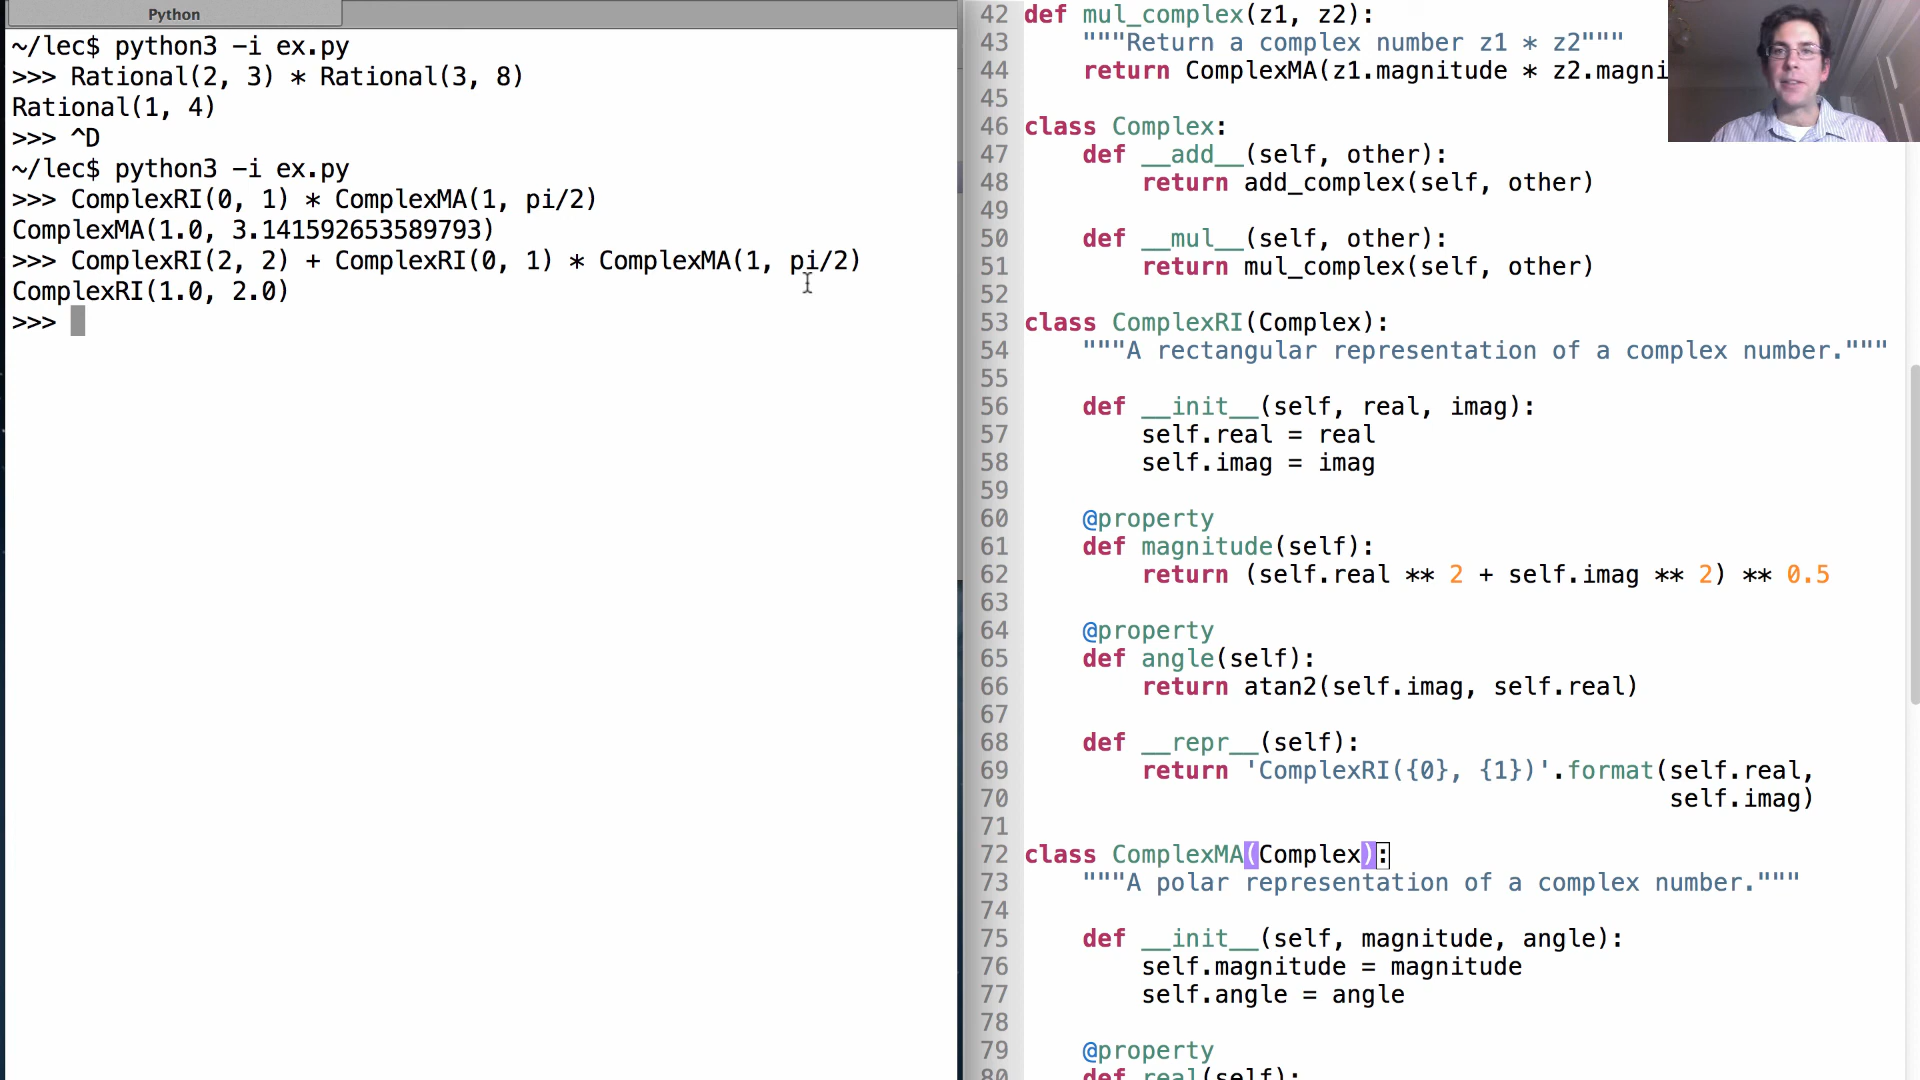 Python
~/lec$ python3 -i ex.py
>>> Rational(2, 3) * Rational(3, 8)
Rational(1, 4)
>>> ^D
~/lec$ python3 -i ex.py
>>> ComplexRI(0, 1) * ComplexMA(1, pi/2)
ComplexMA(1.0, 3.141592653589793)
>>> ComplexRI(2, 2) + ComplexRI(0, 1) * ComplexMA(1, pi/2)
ComplexRI(1.0, 2.0)
>>>
42 def mul_complex(z1, z2):
43     """Return a complex number z1 * z2"""
44     return ComplexMA(z1.magnitude * z2.magni
45
46 class Complex:
47     def __add__(self, other):
48         return add_complex(self, other)
49
50     def __mul__(self, other):
51         return mul_complex(self, other)
52
53 class ComplexRI(Complex):
54     """A rectangular representation of a complex number."""
55
56     def __init__(self, real, imag):
57         self.real = real
58         self.imag = imag
59
60     @property
61     def magnitude(self):
62         return (self.real ** 2 + self.imag ** 2) ** 0.5
63
64     @property
65     def angle(self):
66         return atan2(self.imag, self.real)
67
68     def __repr__(self):
69         return 'ComplexRI({0}, {1})'.format(self.real,
70                                             self.imag)
71
72 class ComplexMA(Complex):
73     """A polar representation of a complex number."""
74
75     def __init__(self, magnitude, angle):
76         self.magnitude = magnitude
77         self.angle = angle
78
79     @property
80     def real(self):